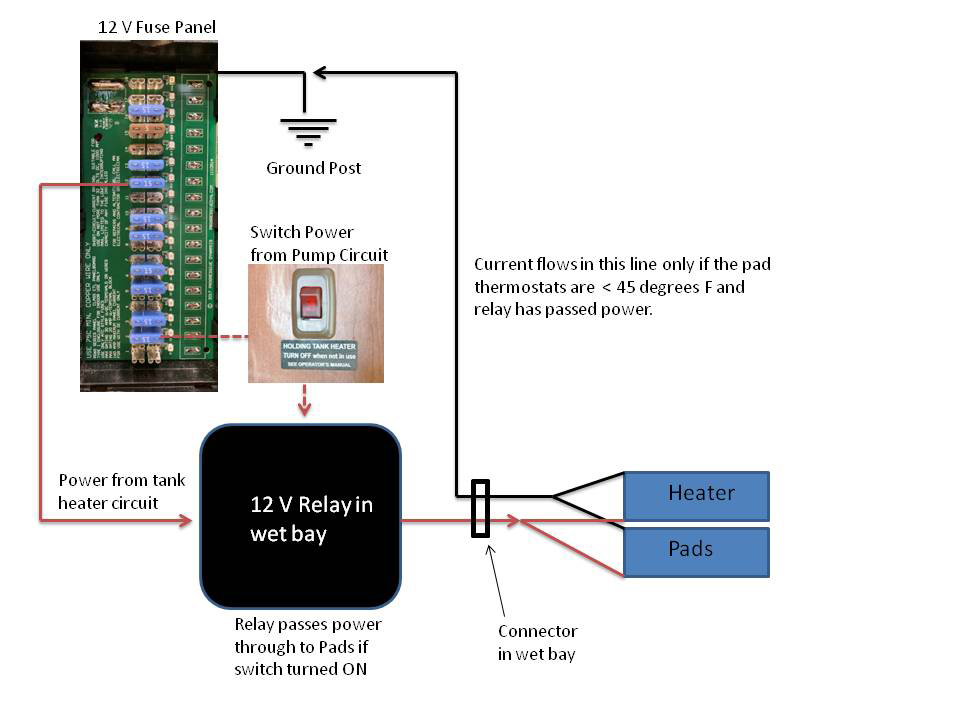 12 V Fuse Panel
Ground Post
Switch Power
from Pump Circuit
HOLDING TANK HEATER
TURN OFF when not in use
SEE OPERATOR'S MANUAL
Current flows in this line only if the pad
thermostats are < 45 degrees F and
relay has passed power.
Power from tank
heater circuit
12 V Relay in
wet bay
Heater
Pads
Relay passes power
through to Pads if
switch turned ON
Connector
in wet bay